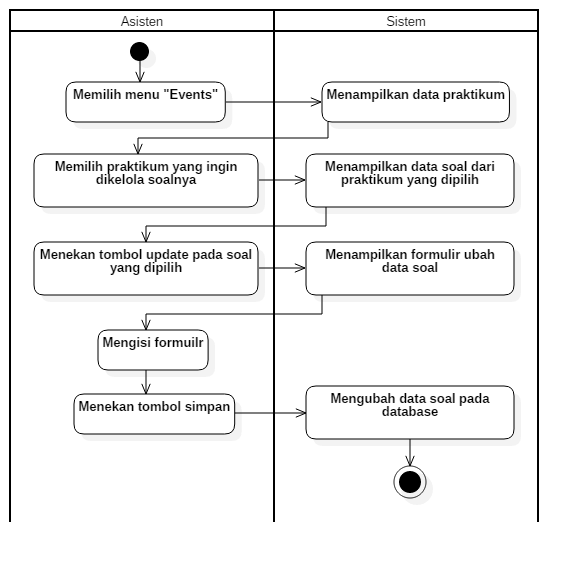 Asisten
Sistem
Memilih menu "Events"
Menampilkan data praktikum
Memilih praktikum yang ingin
dikelola soalnya
Menampilkan data soal dari
praktikum yang dipilih
Menekan tombol update pada soal
yang dipilih
Menampilkan formulir ubah
data soal
Mengisi formuilr
Menekan tombol simpan
Mengubah data soal pada
database